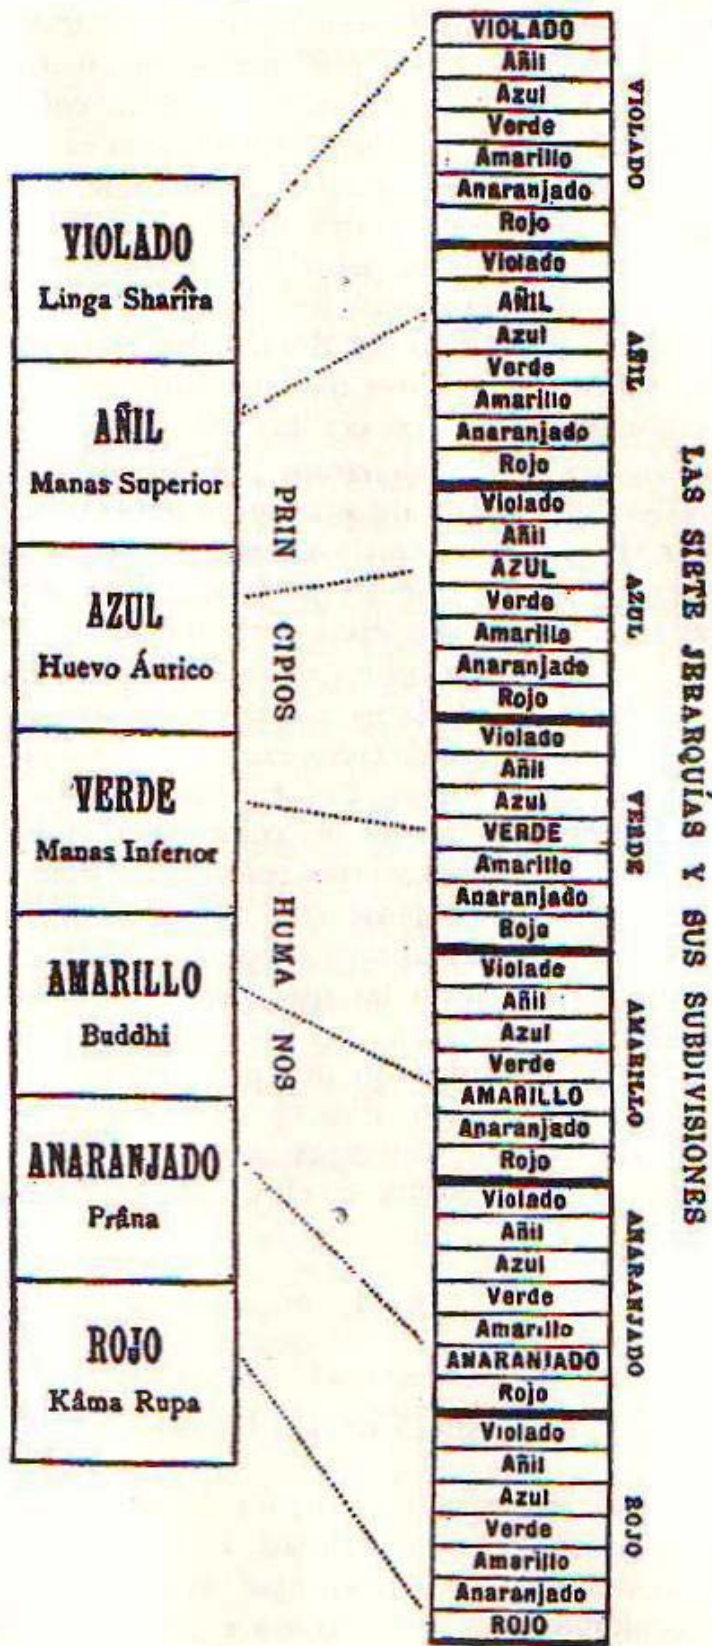 VIOLADO
Linga Sharîra
AÑIL
Manas Superior
AZUL
Huevo Áurico
VERDE
Manas Inferior
AMARILLO
Buddhi
ANARANJADO
Prâna
ROJO
Kâma Rupa
PRIN CIPIOS HUMA NOS
VIOLADO
Añil
Azul
Verde
Amarillo
Anaranjado
Rojo
Violado
AÑIL
Azul
Verde
Amarillo
Anaranjado
Rojo
Violado
Añil
AZUL
Verde
Amarillo
Anaranjado
Rojo
Violado
Añil
Azul
VERDE
Amarillo
Anaranjado
Rojo
Violado
Añil
Azul
Verde
AMARILLO
Anaranjado
Rojo
Violado
Añil
Azul
Verde
Amarillo
ANARANJADO
Rojo
Violado
Añil
Azul
Verde
Amarillo
Anaranjado
ROJO
VIOLADO
AÑIL
AZUL
VERDE
AMARILLO
ANARANJADO
ROJO
LAS SIETE JERARQUÍAS Y SUS SUBDIVISIONES